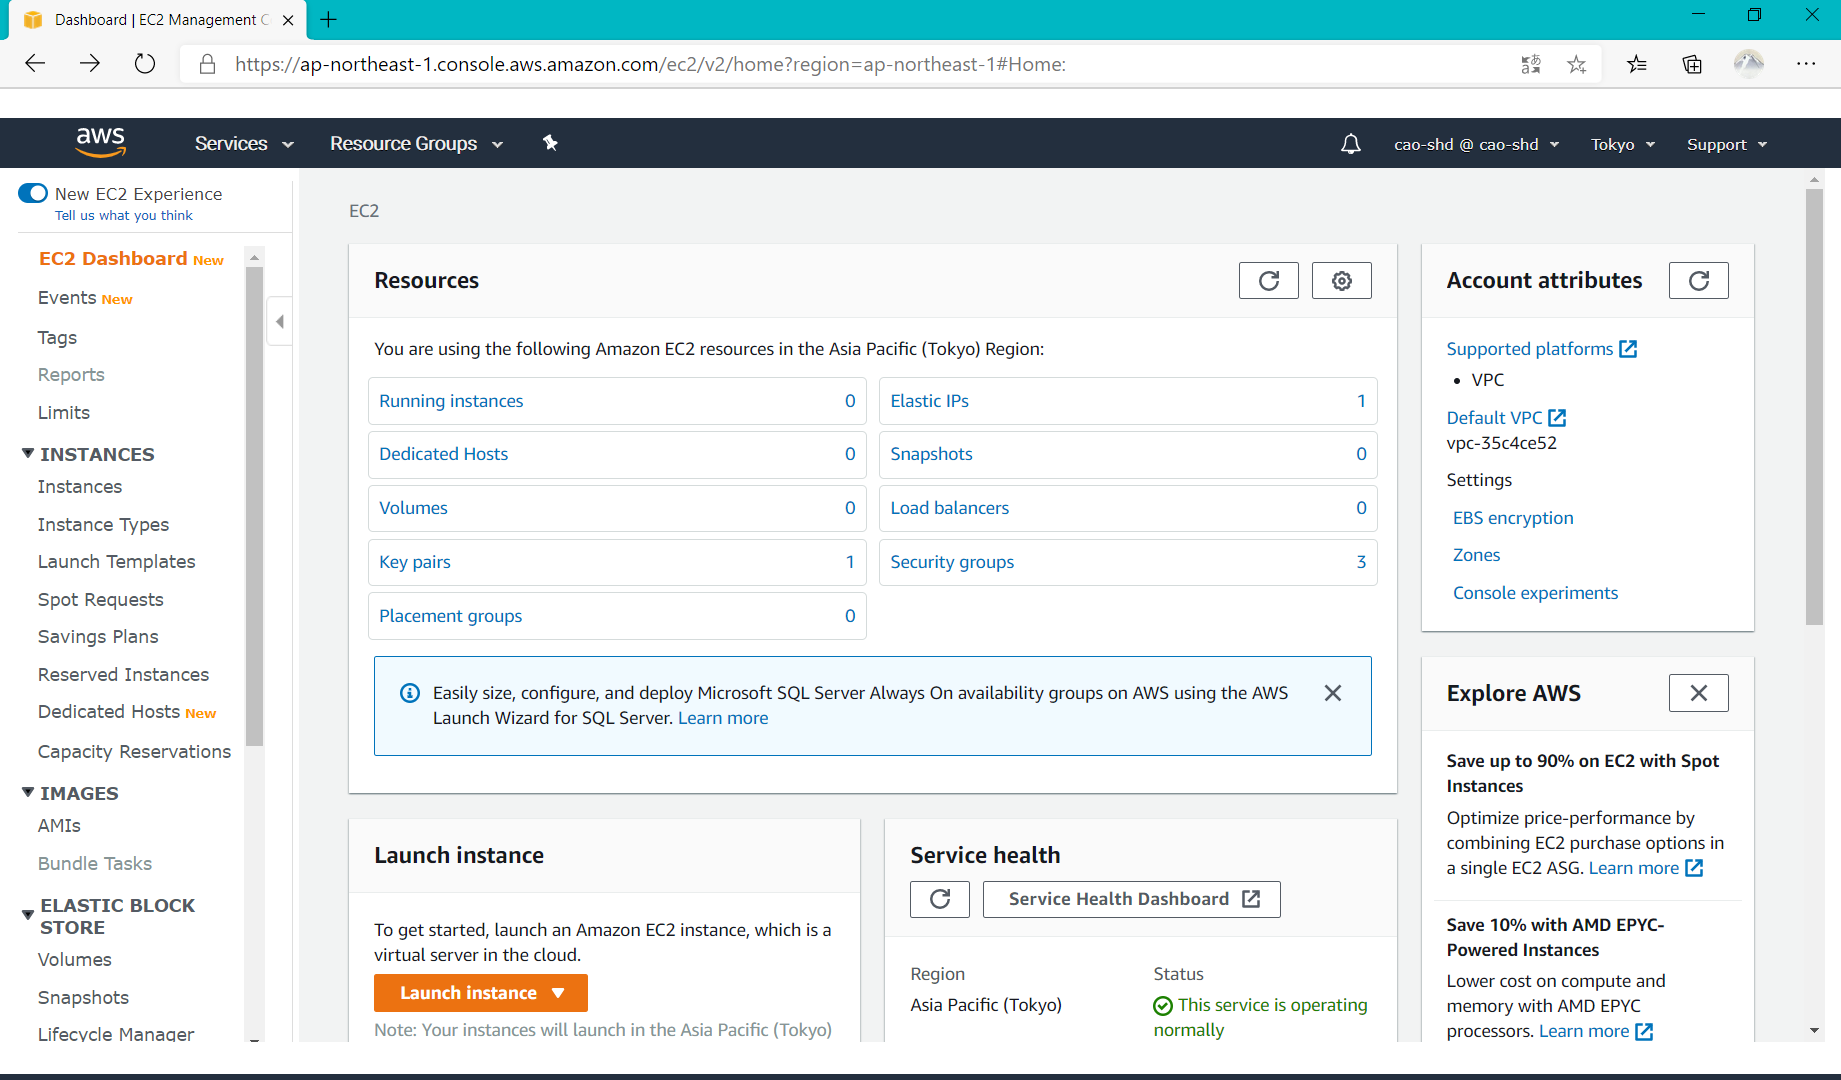 Dashboard | EC2 Management C
https://ap-northeast-1.console.aws.amazon.com/ec2/v2/home?region=ap-northeast-1#Home:
aws
Services
Resource Groups
cao-shd @ cao-shd
Tokyo
Support
New EC2 Experience
Tell us what you think
EC2 Dashboard New
Events New
Tags
Reports
Limits
INSTANCES
Instances
Instance Types
Launch Templates
Spot Requests
Savings Plans
Reserved Instances
Dedicated Hosts New
Capacity Reservations
IMAGES
AMIs
Bundle Tasks
ELASTIC BLOCK
STORE
Volumes
Snapshots
Lifecycle Manager
EC2
Resources
You are using the following Amazon EC2 resources in the Asia Pacific (Tokyo) Region:
Running instances 0
Elastic IPs 1
Dedicated Hosts 0
Snapshots 0
Volumes 0
Load balancers 0
Key pairs 1
Security groups 3
Placement groups 0
Easily size, configure, and deploy Microsoft SQL Server Always On availability groups on AWS using the AWS
Launch Wizard for SQL Server. Learn more
Launch instance
To get started, launch an Amazon EC2 instance, which is a
virtual server in the cloud.
Launch instance
Note: Your instances will launch in the Asia Pacific (Tokyo)
Service health
Service Health Dashboard
Region
Asia Pacific (Tokyo)
Status
This service is operating
normally
Account attributes
Supported platforms
• VPC
Default VPC
vpc-35c4ce52
Settings
EBS encryption
Zones
Console experiments
Explore AWS
Save up to 90% on EC2 with Spot
Instances
Optimize price-performance by
combining EC2 purchase options in
a single EC2 ASG. Learn more
Save 10% with AMD EPYC-
Powered Instances
Lower cost on compute and
memory with AMD EPYC
processors. Learn more